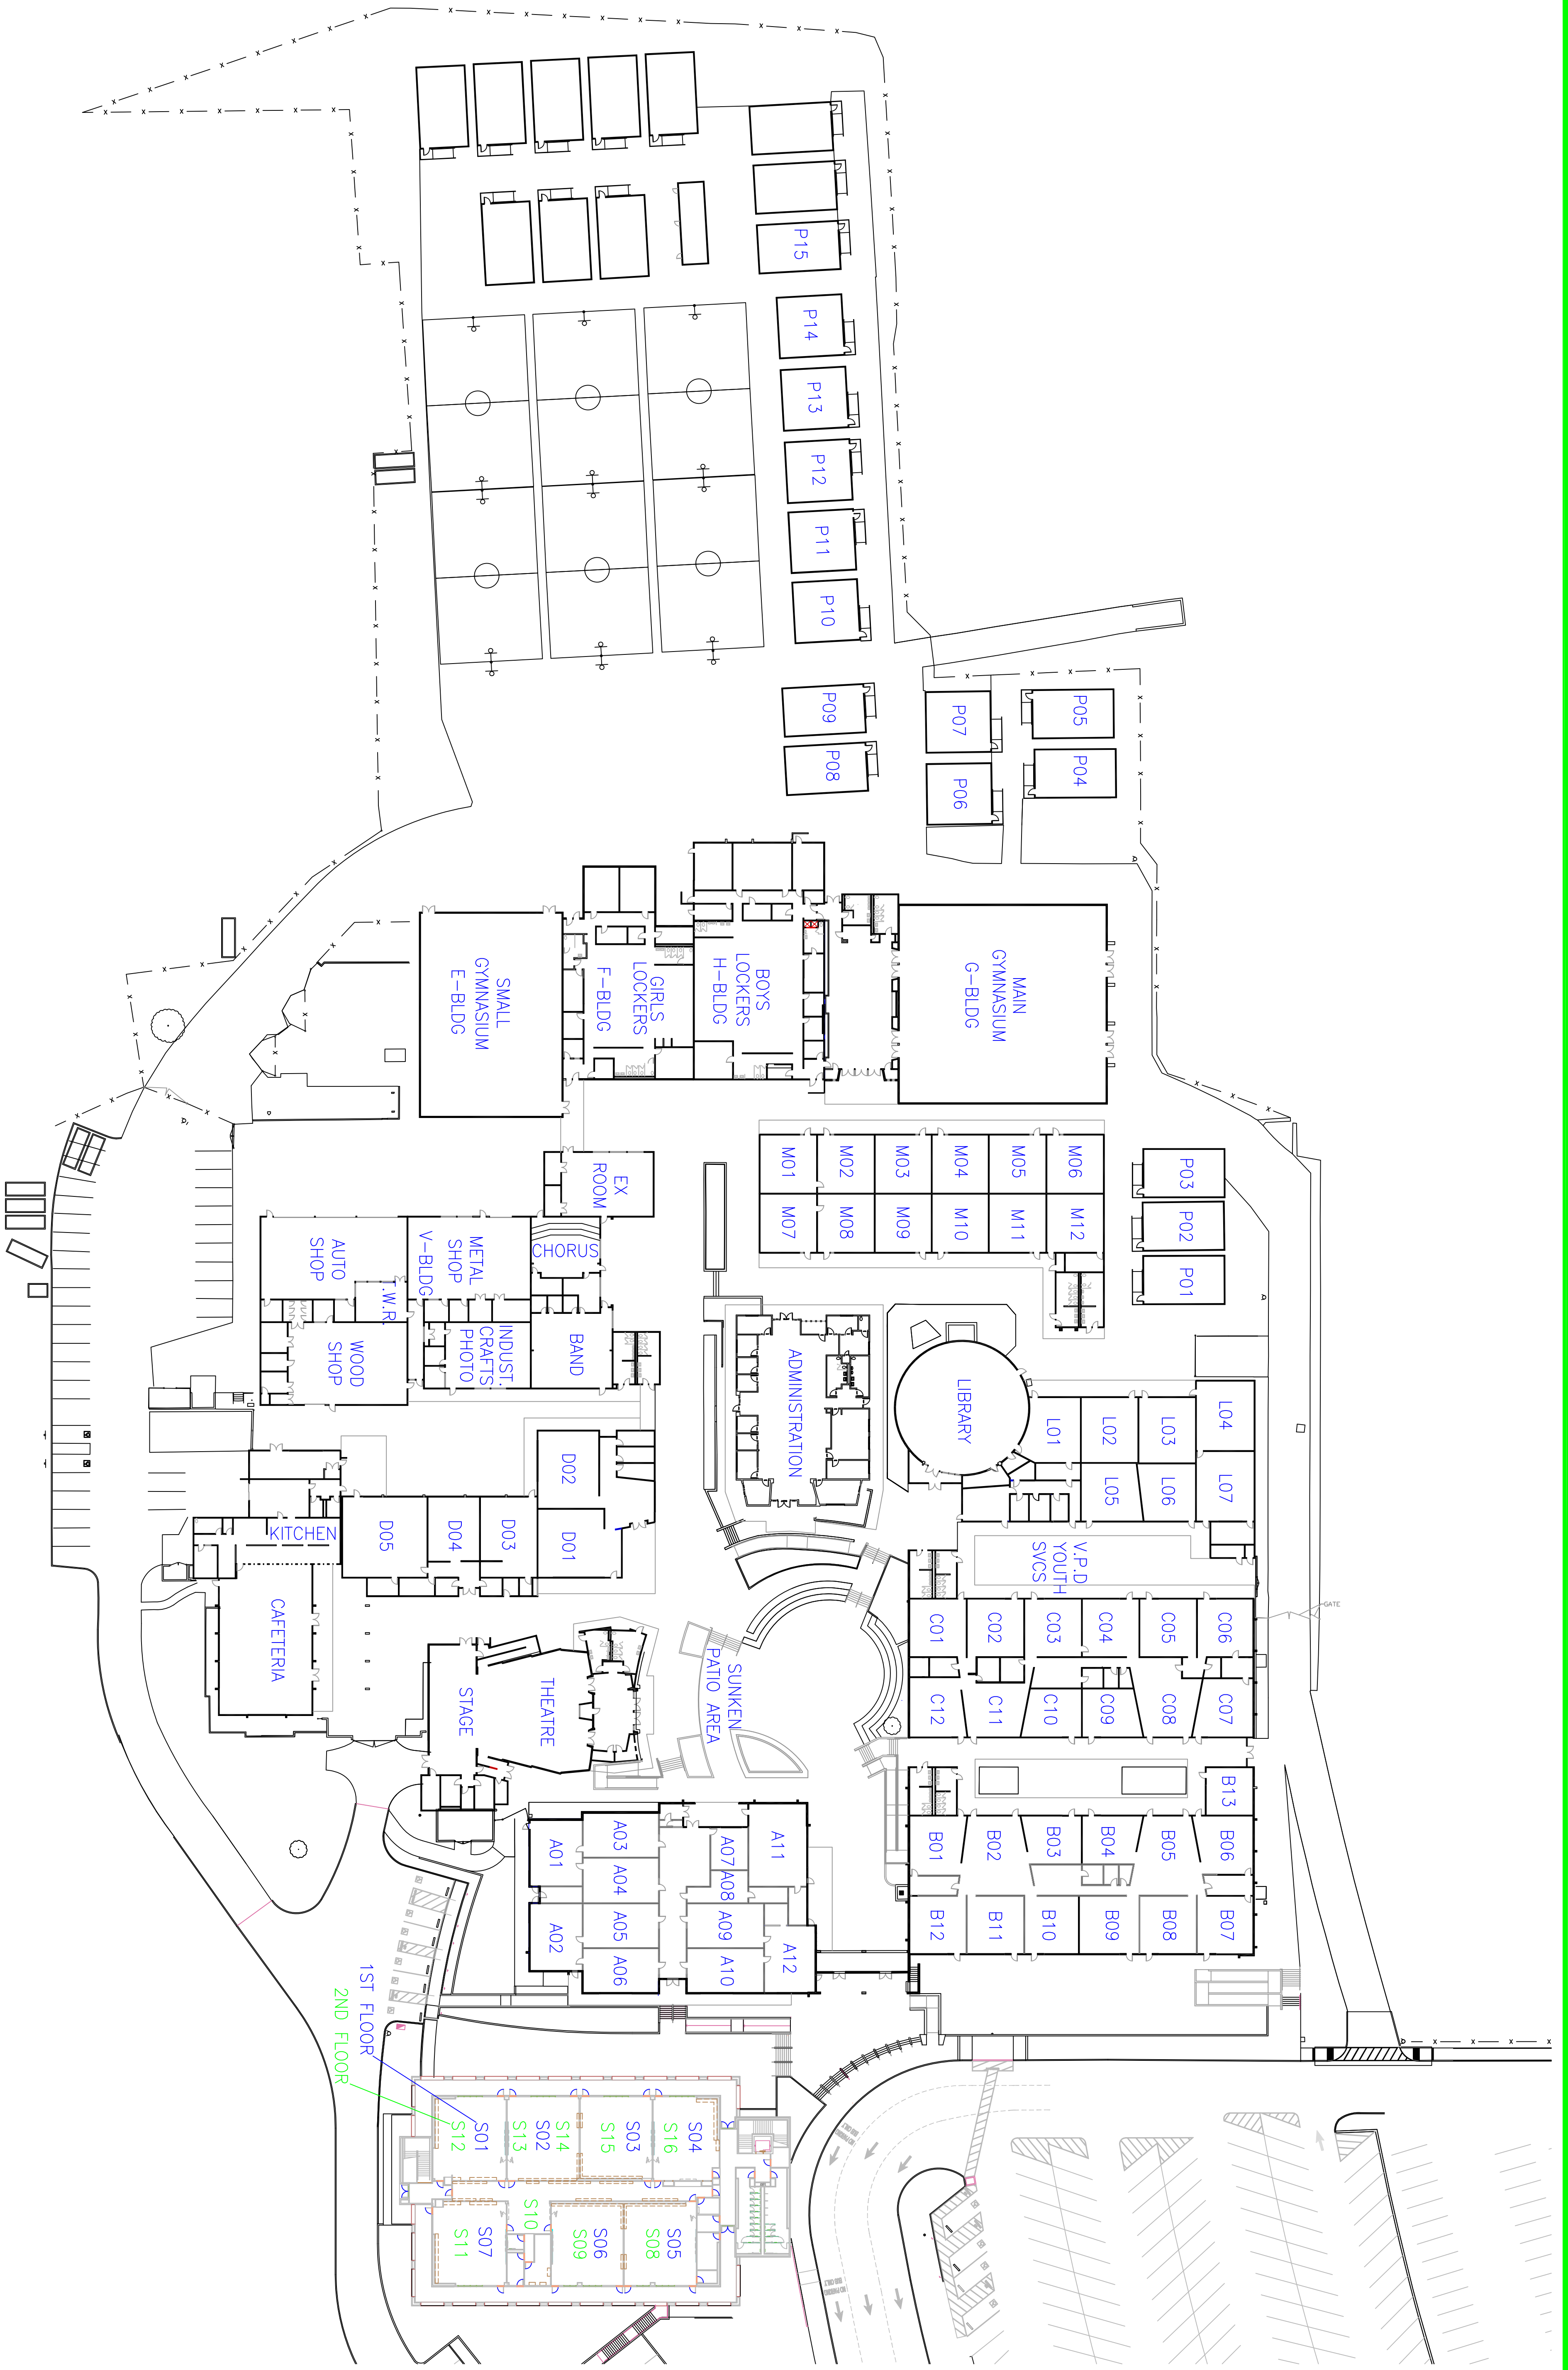 P15
P14
P13
P12
P11
P10
P09
P08
P07
P06
P05
P04
MAIN
GYMNASIUM
G-BLDG
BOYS
LOCKERS
H-BLDG
GIRLS
LOCKERS
F-BLDG
SMALL
GYMNASIUM
E-BLDG
M01
M02
M03
M04
M05
M06
M07
M08
M09
M10
M11
M12
P03
P02
P01
EX
ROOM
CHORUS
METAL
SHOP
V-BLDG
AUTO
SHOP
T.W.R.
WOOD
SHOP
INDUST.
CRAFTS
PHOTO
BAND
ADMINISTRATION
LIBRARY
L01
L02
L03
L04
L05
L06
L07
D02
D01
D03
D04
D05
KITCHEN
CAFETERIA
V.P.D
YOUTH
SVCS
GATE
C01
C02
C03
C04
C05
C06
C12
C11
C10
C09
C08
C07
STAGE
THEATRE
SUNKEN
PATIO AREA
B13
B01
B02
B03
B04
B05
B06
B12
B11
B10
B09
B08
B07
A01
A03
A07
A11
A04
A08
A02
A05
A09
A12
A06
A10
1ST FLOOR
2ND FLOOR
S01
S12
S02
S13
S14
S03
S15
S04
S16
S07
S11
S10
S06
S09
S05
S08